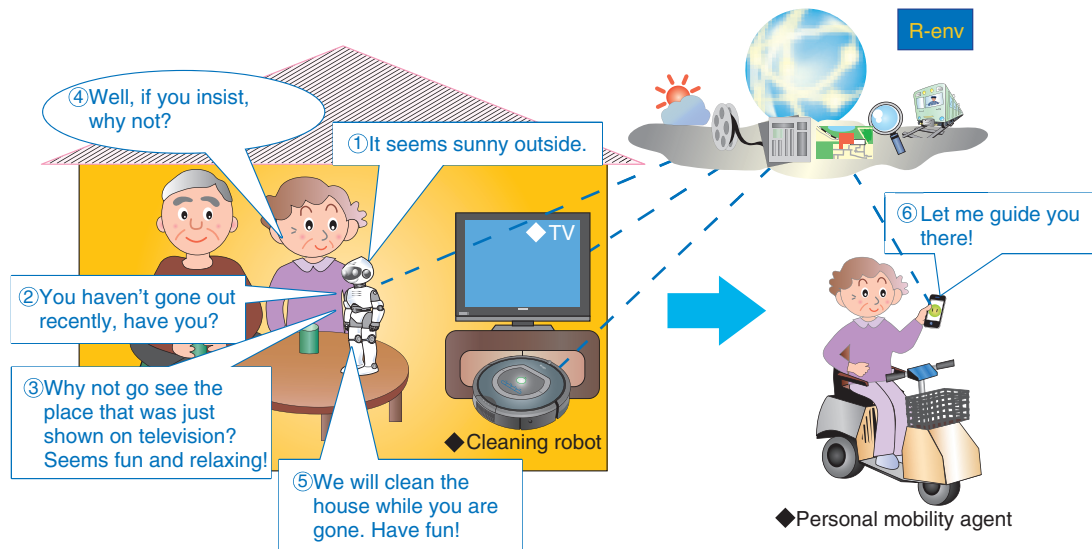 R-env
④Well, if you insist,
why not?
①It seems sunny outside.
◆TV
②You haven't gone out
recently, have you?
③Why not go see the
place that was just
shown on television?
Seems fun and relaxing!
◆Cleaning robot
⑤We will clean the
house while you are
gone. Have fun!
⑥Let me guide you
there!
◆Personal mobility agent